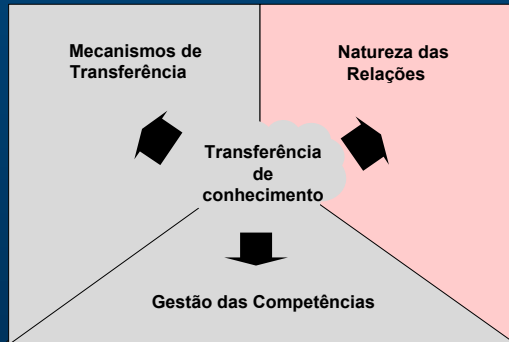 Mecanismos de
Transferência
Natureza das
Relações
Transferência
de
conhecimento
Gestão das Competências